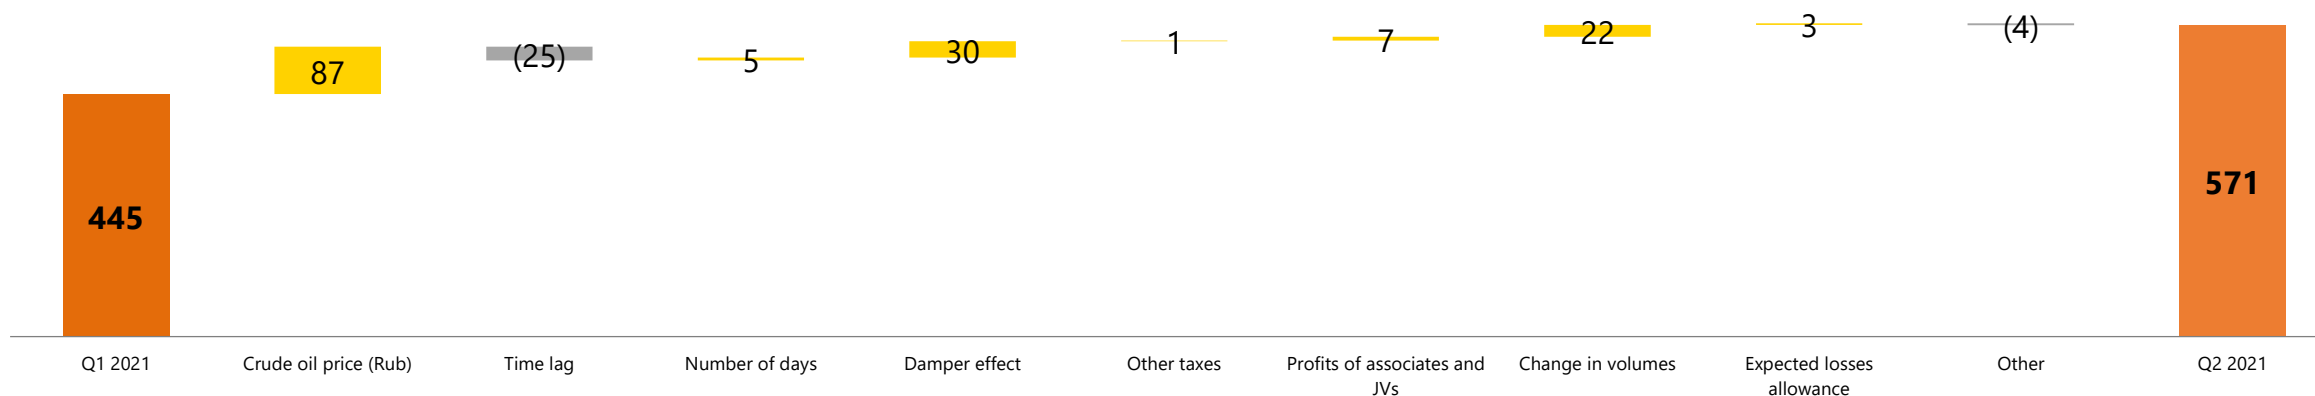 87
(25)
5
30
1
7
22
3
(4)
445
571
Q1 2021
Crude oil price (Rub)
Time lag
Number of days
Damper effect
Other taxes
Profits of associates and
JVs
Change in volumes
Expected losses
allowance
Other
Q2 2021